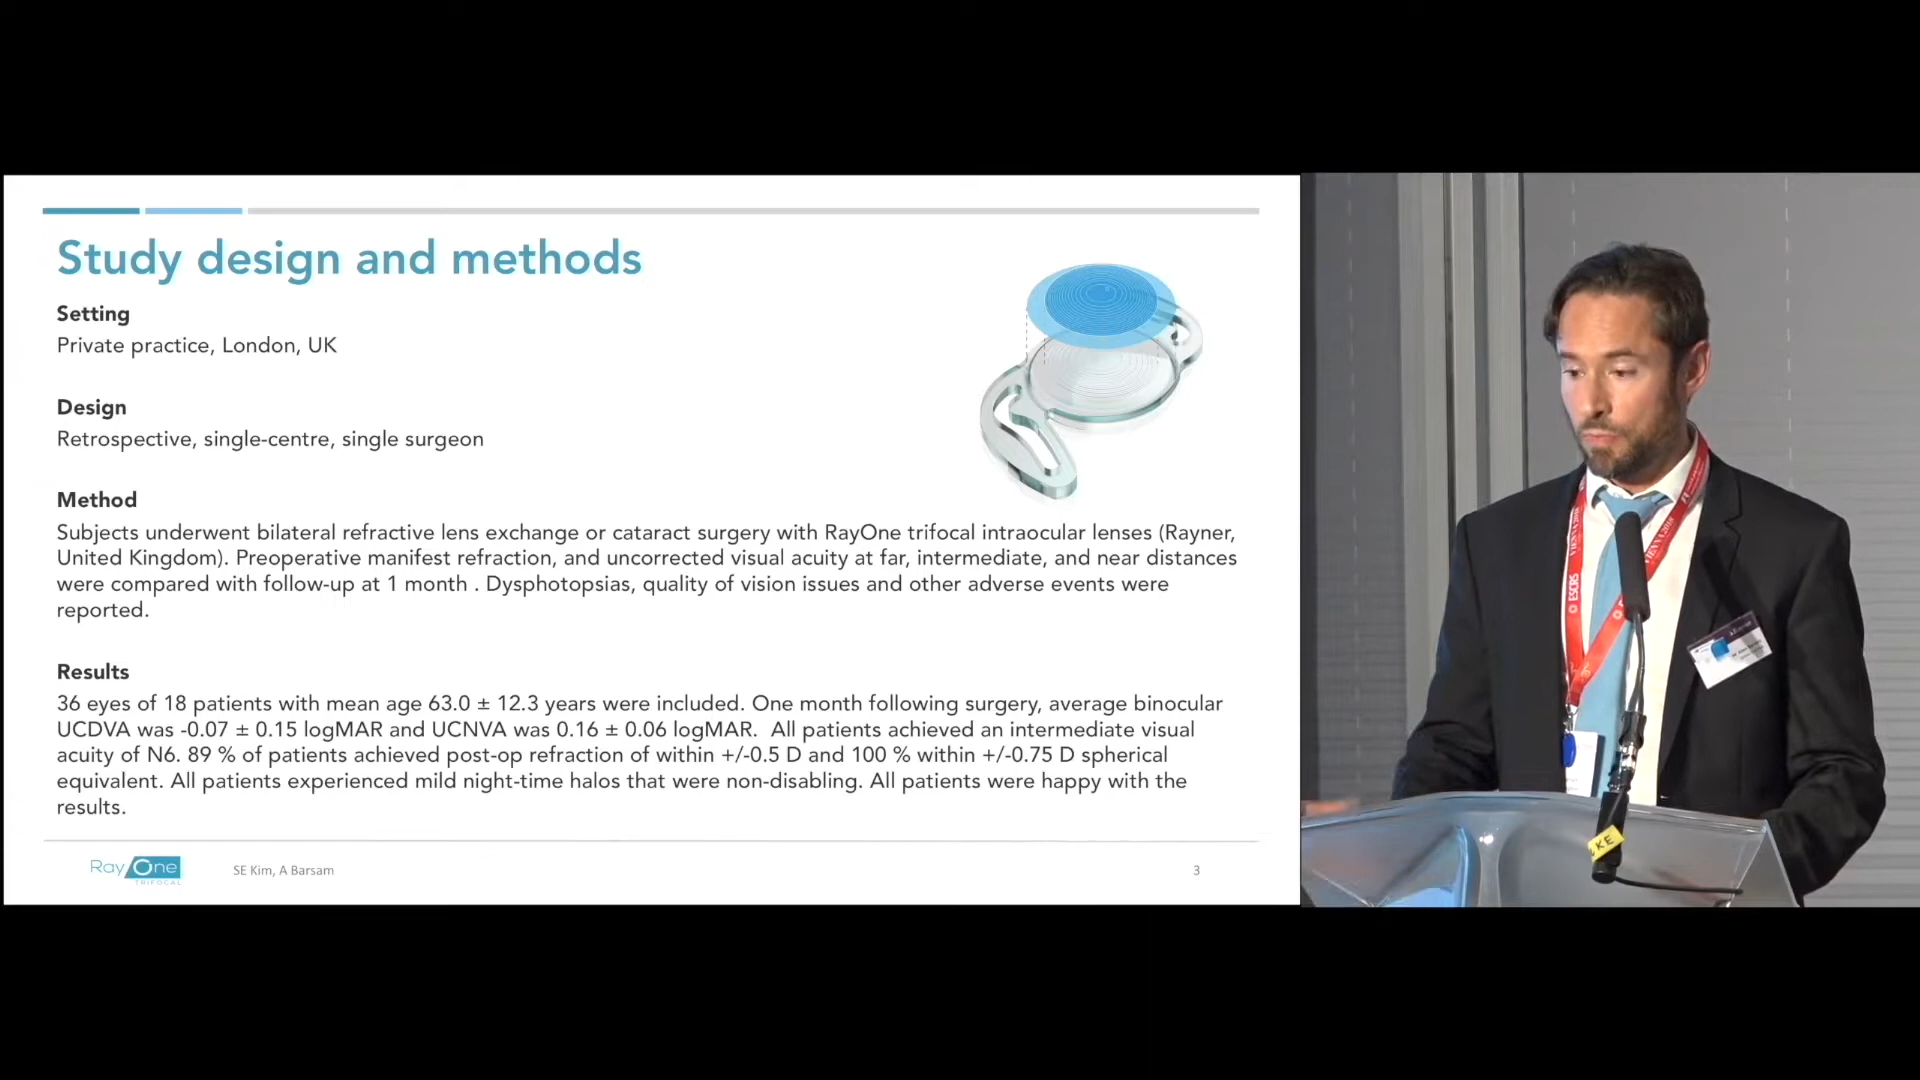 Study design and methods
Setting
Private practice, London, UK
Design
Retrospective, single-centre, single surgeon
Method
Subjects underwent bilateral refractive lens exchange or cataract surgery with RayOne trifocal intraocular lenses (Rayner,
United Kingdom). Preoperative manifest refraction, and uncorrected visual acuity at far, intermediate, and near distances
were compared with follow-up at 1 month . Dysphotopsias, quality of vision issues and other adverse events were
reported.
Results
36 eyes of 18 patients with mean age 63.0 ± 12.3 years were included. One month following surgery, average binocular
UCDVA was -0.07 ± 0.15 logMAR and UCNVA was 0.16 ± 0.06 logMAR.  All patients achieved an intermediate visual
acuity of N6. 89 % of patients achieved post-op refraction of within +/-0.5 D and 100 % within +/-0.75 D spherical
equivalent. All patients experienced mild night-time halos that were non-disabling. All patients were happy with the
results.
RayOne
TRIFOCAL
SE Kim, A Barsam
3
ESCRS
VIENNA 2018
KE